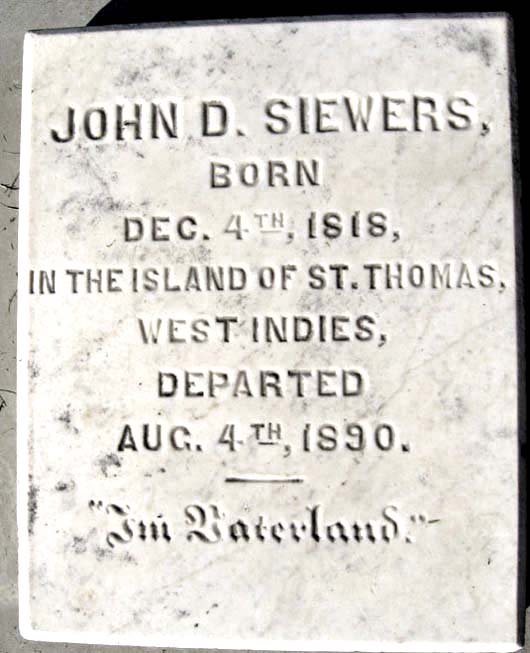 JOHN D. SIEWERS,
BORN
DEC. 4TH, 1818,
IN THE ISLAND OF ST. THOMAS,
WEST INDIES,
DEPARTED
AUG. 4TH, 1890.
"Im Vaterland."